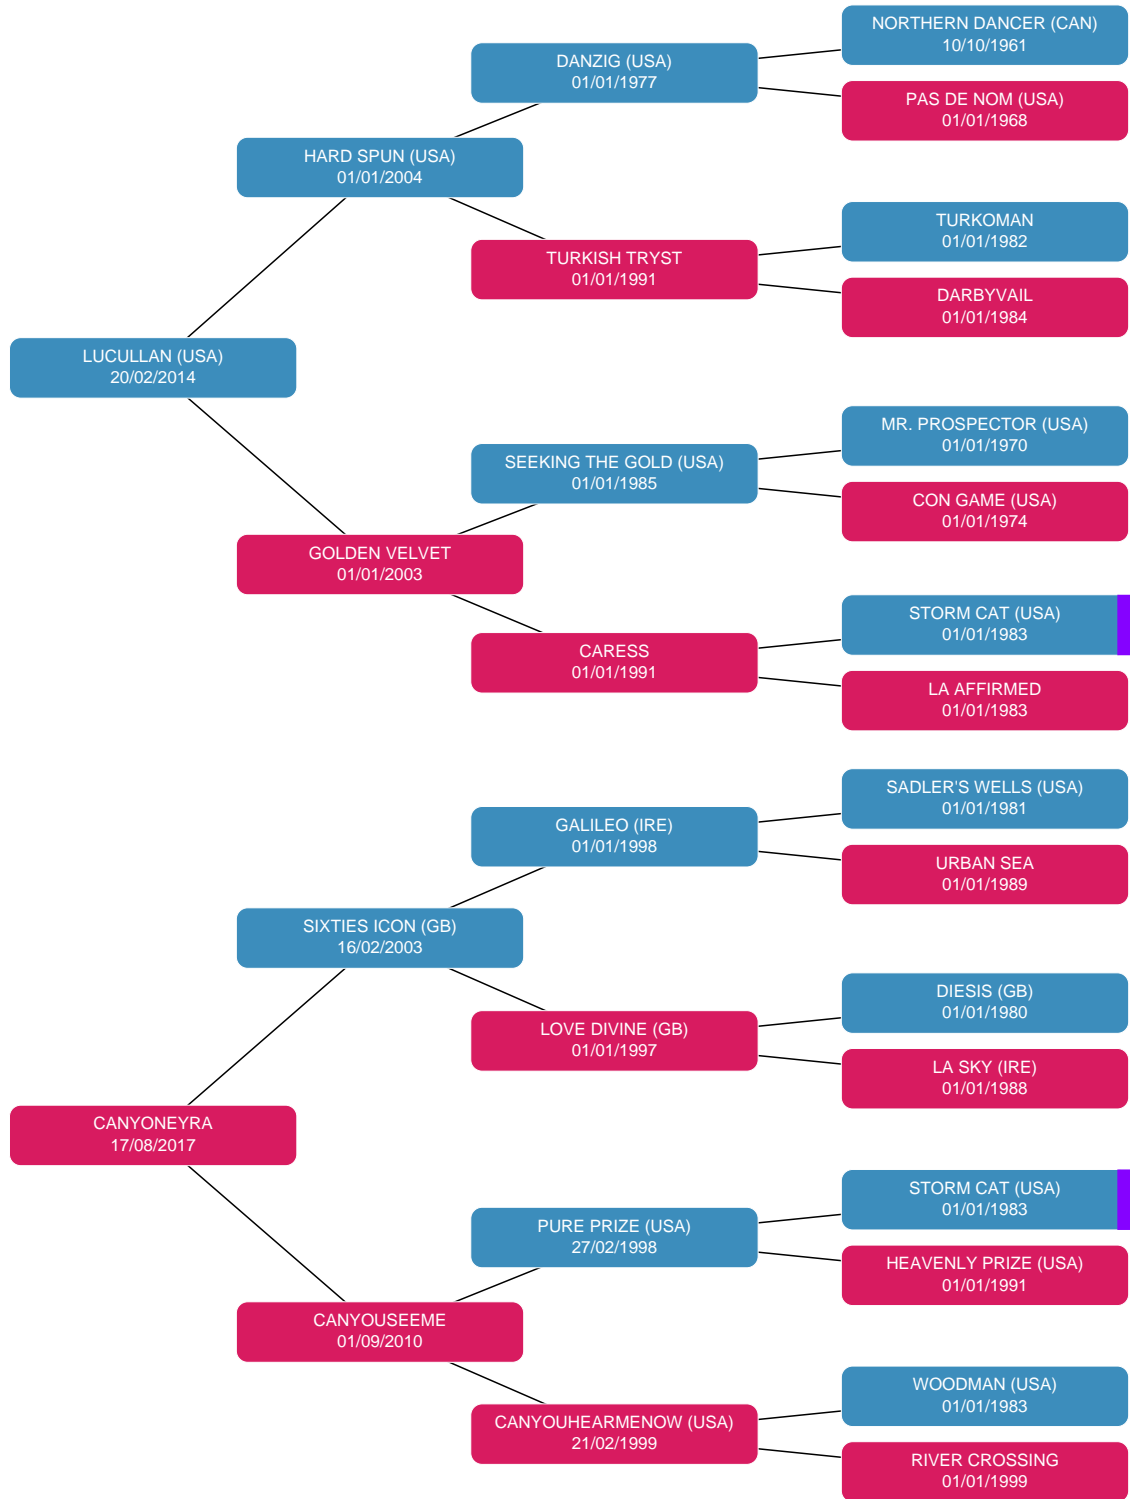 NORTHERN DANCER (CAN)
10/10/1961
DANZIG (USA)
01/01/1977
PAS DE NOM (USA)
01/01/1968
HARD SPUN (USA)
01/01/2004
TURKOMAN
01/01/1982
TURKISH TRYST
01/01/1991
DARBYVAIL
01/01/1984
LUCULLAN (USA)
20/02/2014
MR. PROSPECTOR (USA)
01/01/1970
SEEKING THE GOLD (USA)
01/01/1985
CON GAME (USA)
01/01/1974
GOLDEN VELVET
01/01/2003
STORM CAT (USA)
01/01/1983
CARESS
01/01/1991
LA AFFIRMED
01/01/1983
SADLER'S WELLS (USA)
01/01/1981
GALILEO (IRE)
01/01/1998
URBAN SEA
01/01/1989
SIXTIES ICON (GB)
16/02/2003
DIESIS (GB)
01/01/1980
LOVE DIVINE (GB)
01/01/1997
LA SKY (IRE)
01/01/1988
CANYONEYRA
17/08/2017
STORM CAT (USA)
01/01/1983
PURE PRIZE (USA)
27/02/1998
HEAVENLY PRIZE (USA)
01/01/1991
CANYOUSEEME
01/09/2010
WOODMAN (USA)
01/01/1983
CANYOUHEARMENOW (USA)
21/02/1999
RIVER CROSSING
01/01/1999